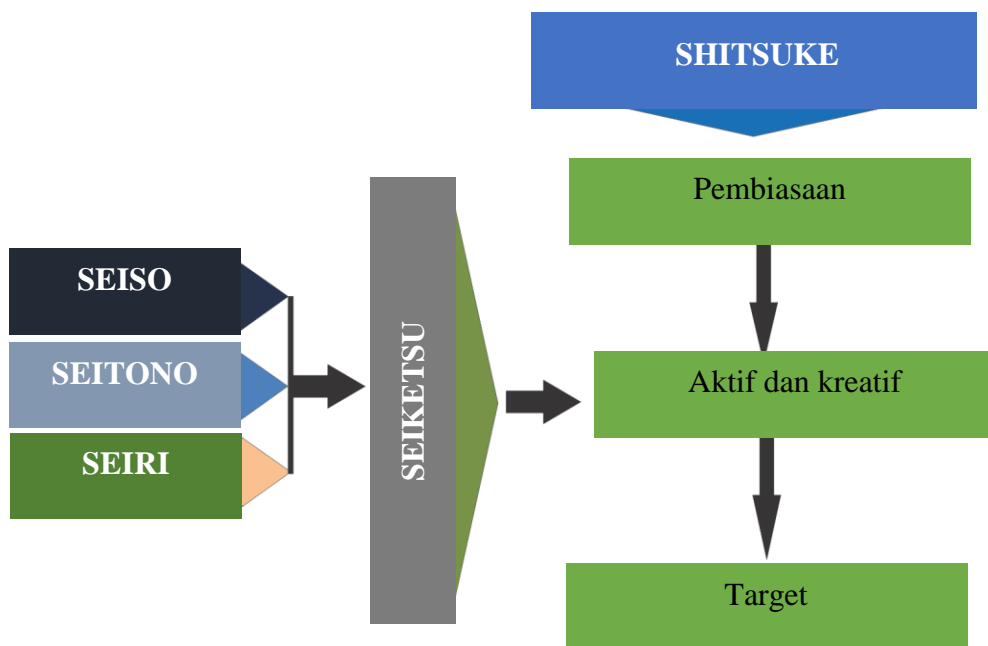 SHITSUKE
Pembiasaan
SEISO
SEITONO
SEIRI
SEIKETSU
Aktif dan kreatif
Target